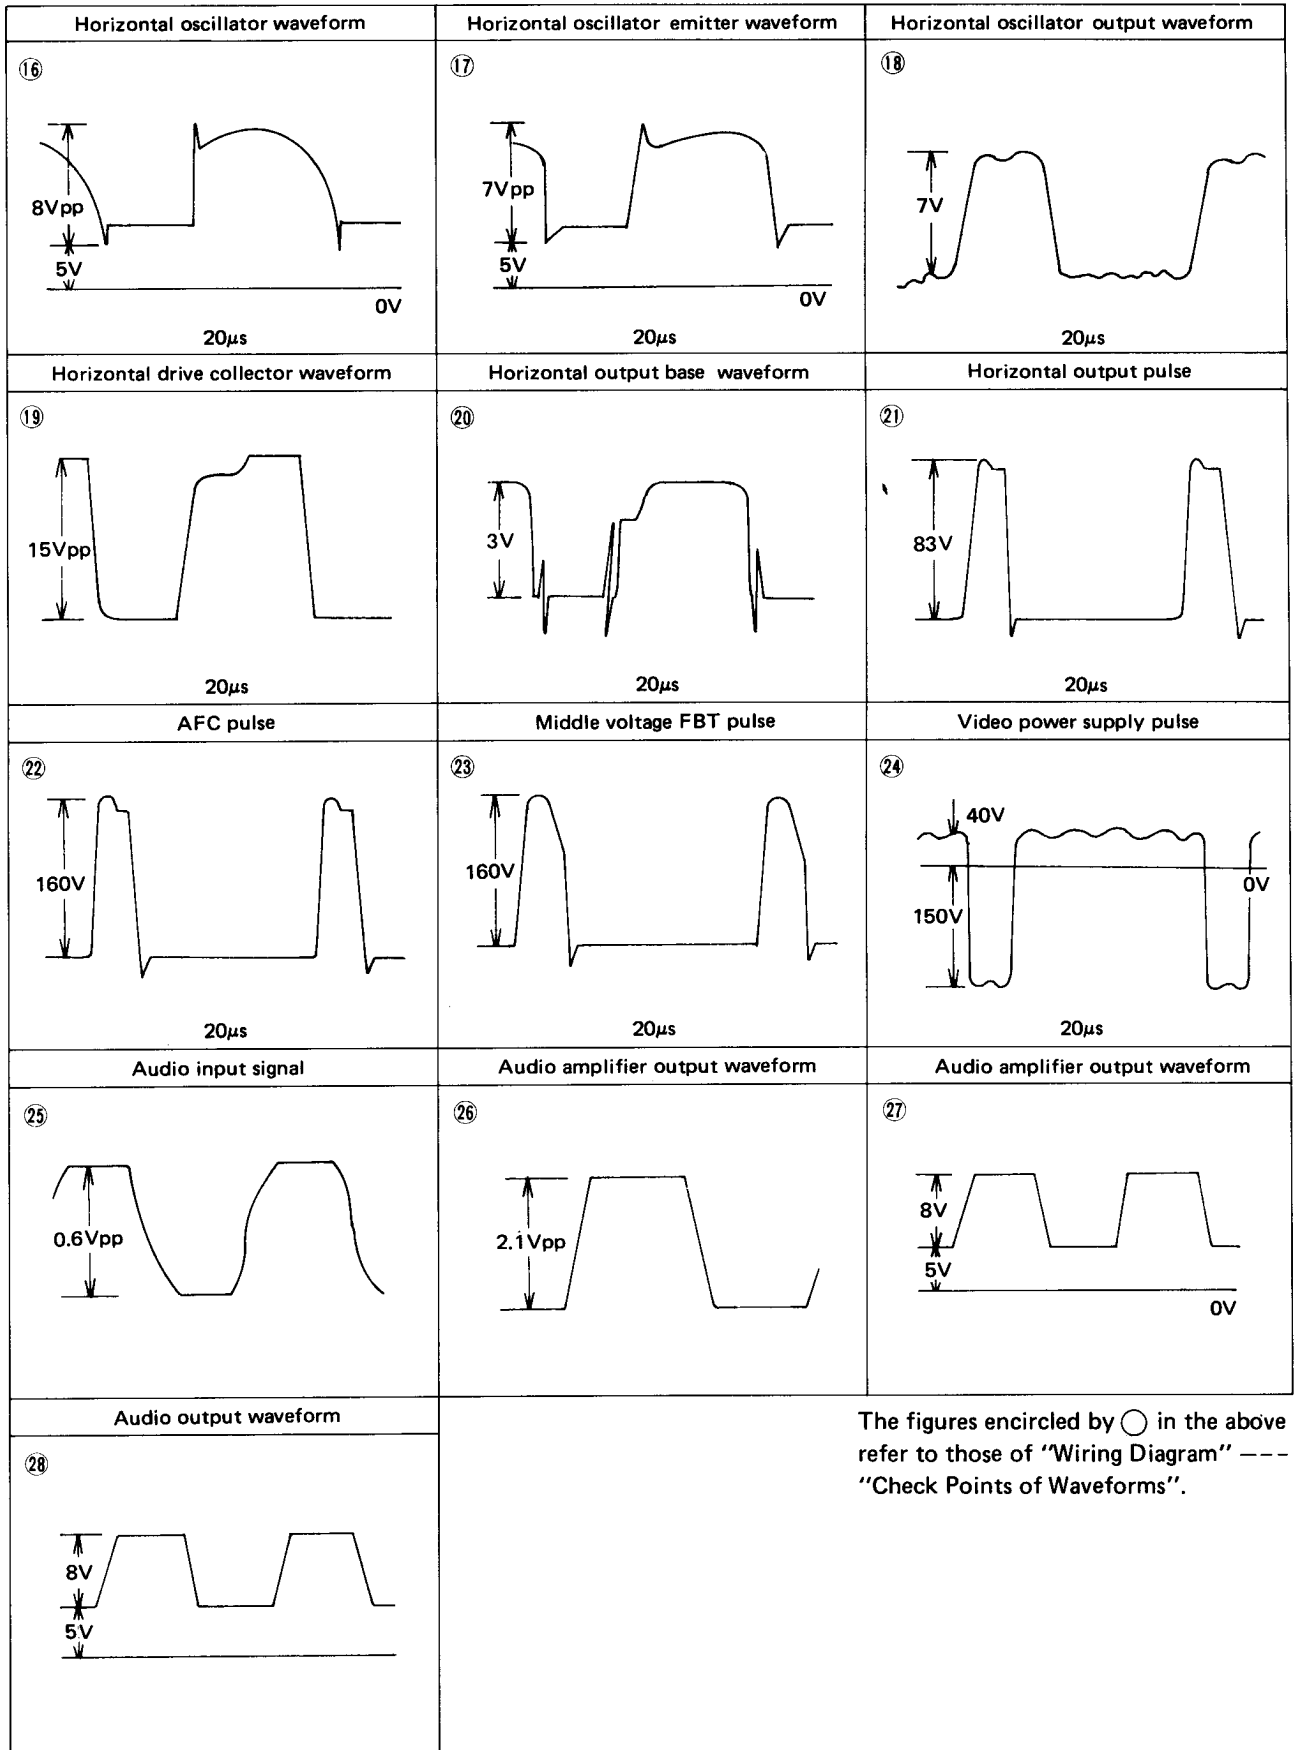 Horizontal oscillator waveform
Horizontal oscillator emitter waveform
Horizontal oscillator output waveform
⑯
8Vpp
5V
0V
20μs
⑰
7Vpp
5V
0V
20μs
⑱
7V
20μs
Horizontal drive collector waveform
Horizontal output base waveform
Horizontal output pulse
⑲
15Vpp
20μs
⑳
3V
20μs
㉑
83V
20μs
AFC pulse
Middle voltage FBT pulse
Video power supply pulse
㉒
160V
20μs
㉓
160V
20μs
㉔
40V
0V
150V
20μs
Audio input signal
Audio amplifier output waveform
Audio amplifier output waveform
㉕
0.6Vpp
㉖
2.1Vpp
㉗
8V
5V
0V
Audio output waveform
㉘
8V
5V
The figures encircled by ◯ in the above
refer to those of "Wiring Diagram" ---
"Check Points of Waveforms".